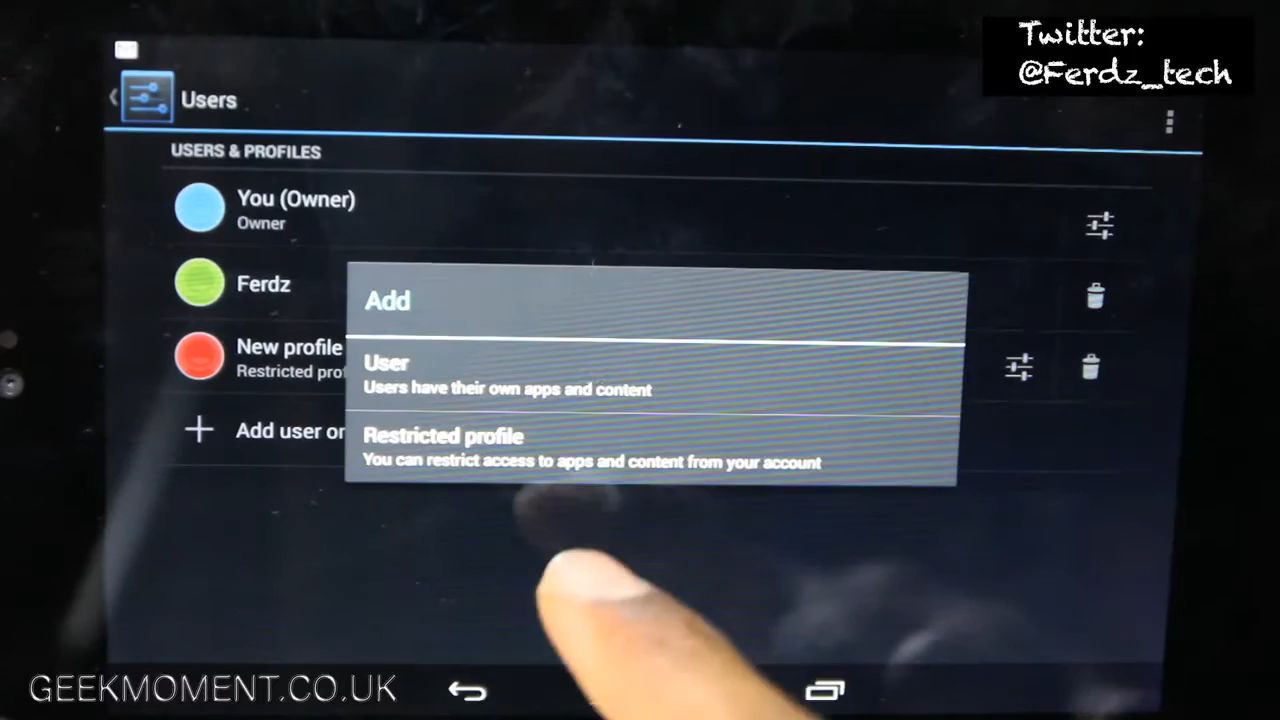 Twitter:
@Ferdz_tech
Users
USERS & PROFILES
You (Owner)
Owner
Ferdz
New profile
Restricted prof
Add user or
Add
User
Users have their own apps and content
Restricted profile
You can restrict access to apps and content from your account
GEEKMOMENT.CO.UK